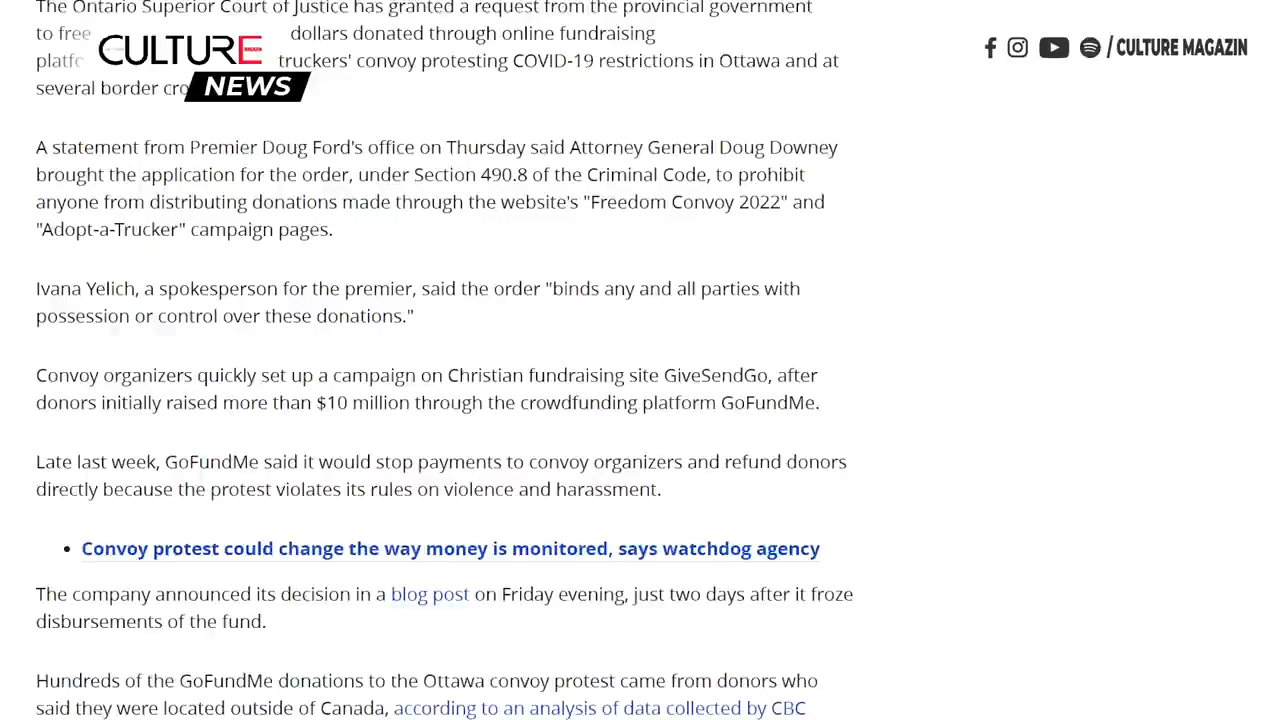 The Ontario Superior Court of Justice has granted a request from the provincial government
to free dollars donated through online fundraising
platfo truckers' convoy protesting COVID-19 restrictions in Ottawa and at
several border cro
CULTURE
NEWS
/ CULTURE MAGAZIN
A statement from Premier Doug Ford's office on Thursday said Attorney General Doug Downey
brought the application for the order, under Section 490.8 of the Criminal Code, to prohibit
anyone from distributing donations made through the website's "Freedom Convoy 2022" and
"Adopt-a-Trucker" campaign pages.
Ivana Yelich, a spokesperson for the premier, said the order "binds any and all parties with
possession or control over these donations."
Convoy organizers quickly set up a campaign on Christian fundraising site GiveSendGo, after
donors initially raised more than $10 million through the crowdfunding platform GoFundMe.
Late last week, GoFundMe said it would stop payments to convoy organizers and refund donors
directly because the protest violates its rules on violence and harassment.
• Convoy protest could change the way money is monitored, says watchdog agency
The company announced its decision in a blog post on Friday evening, just two days after it froze
disbursements of the fund.
Hundreds of the GoFundMe donations to the Ottawa convoy protest came from donors who
said they were located outside of Canada, according to an analysis of data collected by CBC